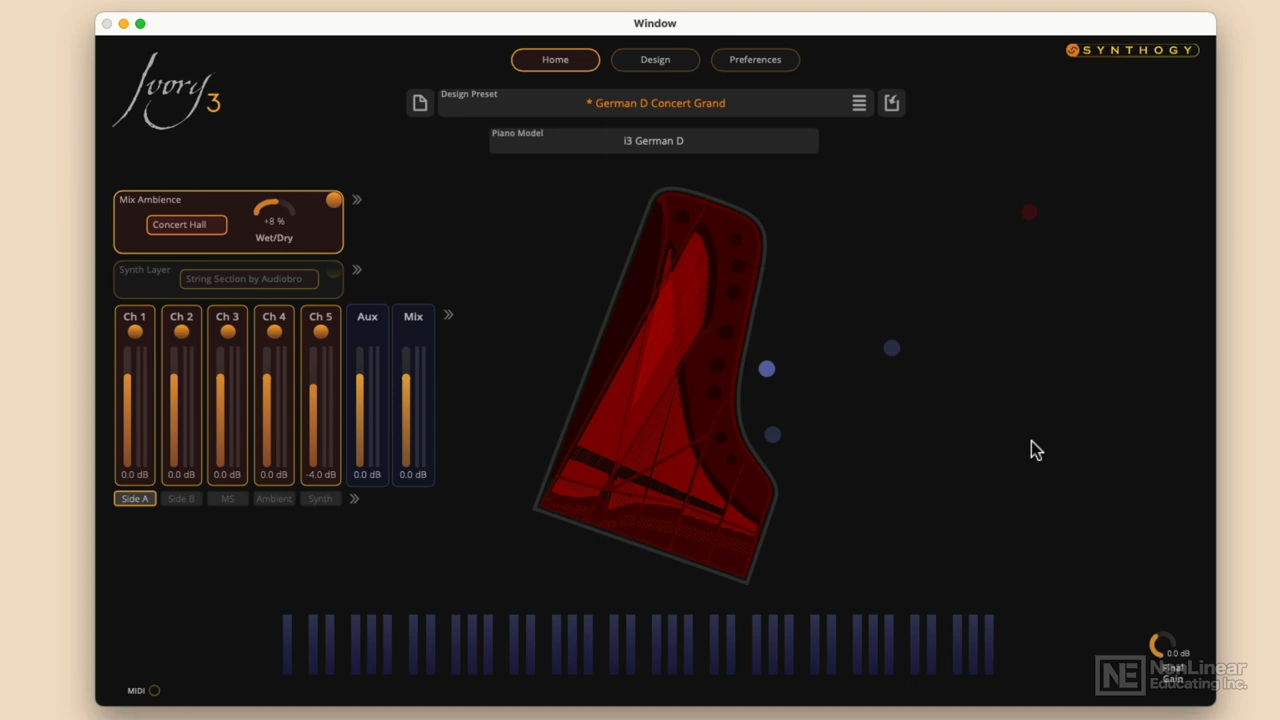 Window
Ivory 3
Home
Design
Preferences
SYNTHOGY
Design Preset
* German D Concert Grand
Piano Model
i3 German D
Mix Ambience
Concert Hall
+8 %
Wet/Dry
Synth Layer
String Section by Audiobro
Ch 1
Ch 2
Ch 3
Ch 4
Ch 5
Aux
Mix
0.0 dB
0.0 dB
0.0 dB
0.0 dB
-4.0 dB
0.0 dB
0.0 dB
Side A
Side B
MS
Ambient
Synth
0.0 dB
Final
Gain
NE
NonLinear
Educating Inc.
MIDI